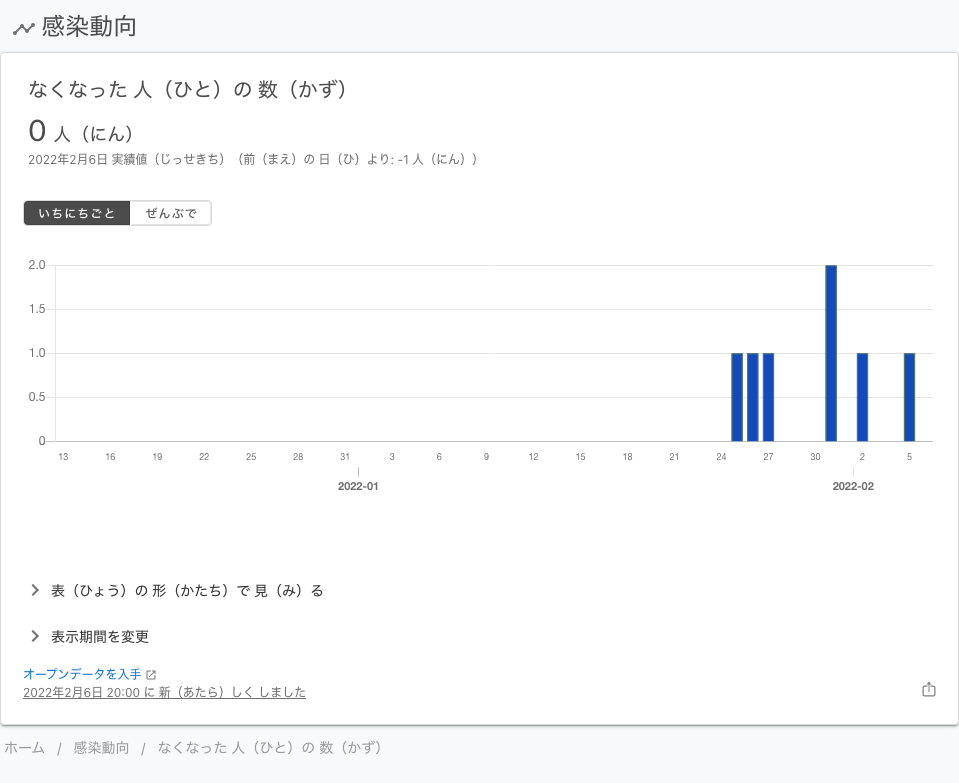 感染動向
なくなった 人（ひと）の 数（かず）
0 人（にん）
2022年2月6日 実績値（じっせきち）（前（まえ）の 日（ひ）より: -1 人（にん））
いちにちごと ぜんぶで
2.0
1.5
1.0
0.5
0
13 16 19 22 25 28 31 3 6 9 12 15 18 21 24 27 30 2 5
2022-01 2022-02
表（ひょう）の 形（かたち）で 見（み）る
表示期間を変更
オープンデータを入手
2022年2月6日 20:00 に 新（あたら）しく しました
ホーム / 感染動向 / なくなった 人（ひと）の 数（かず）